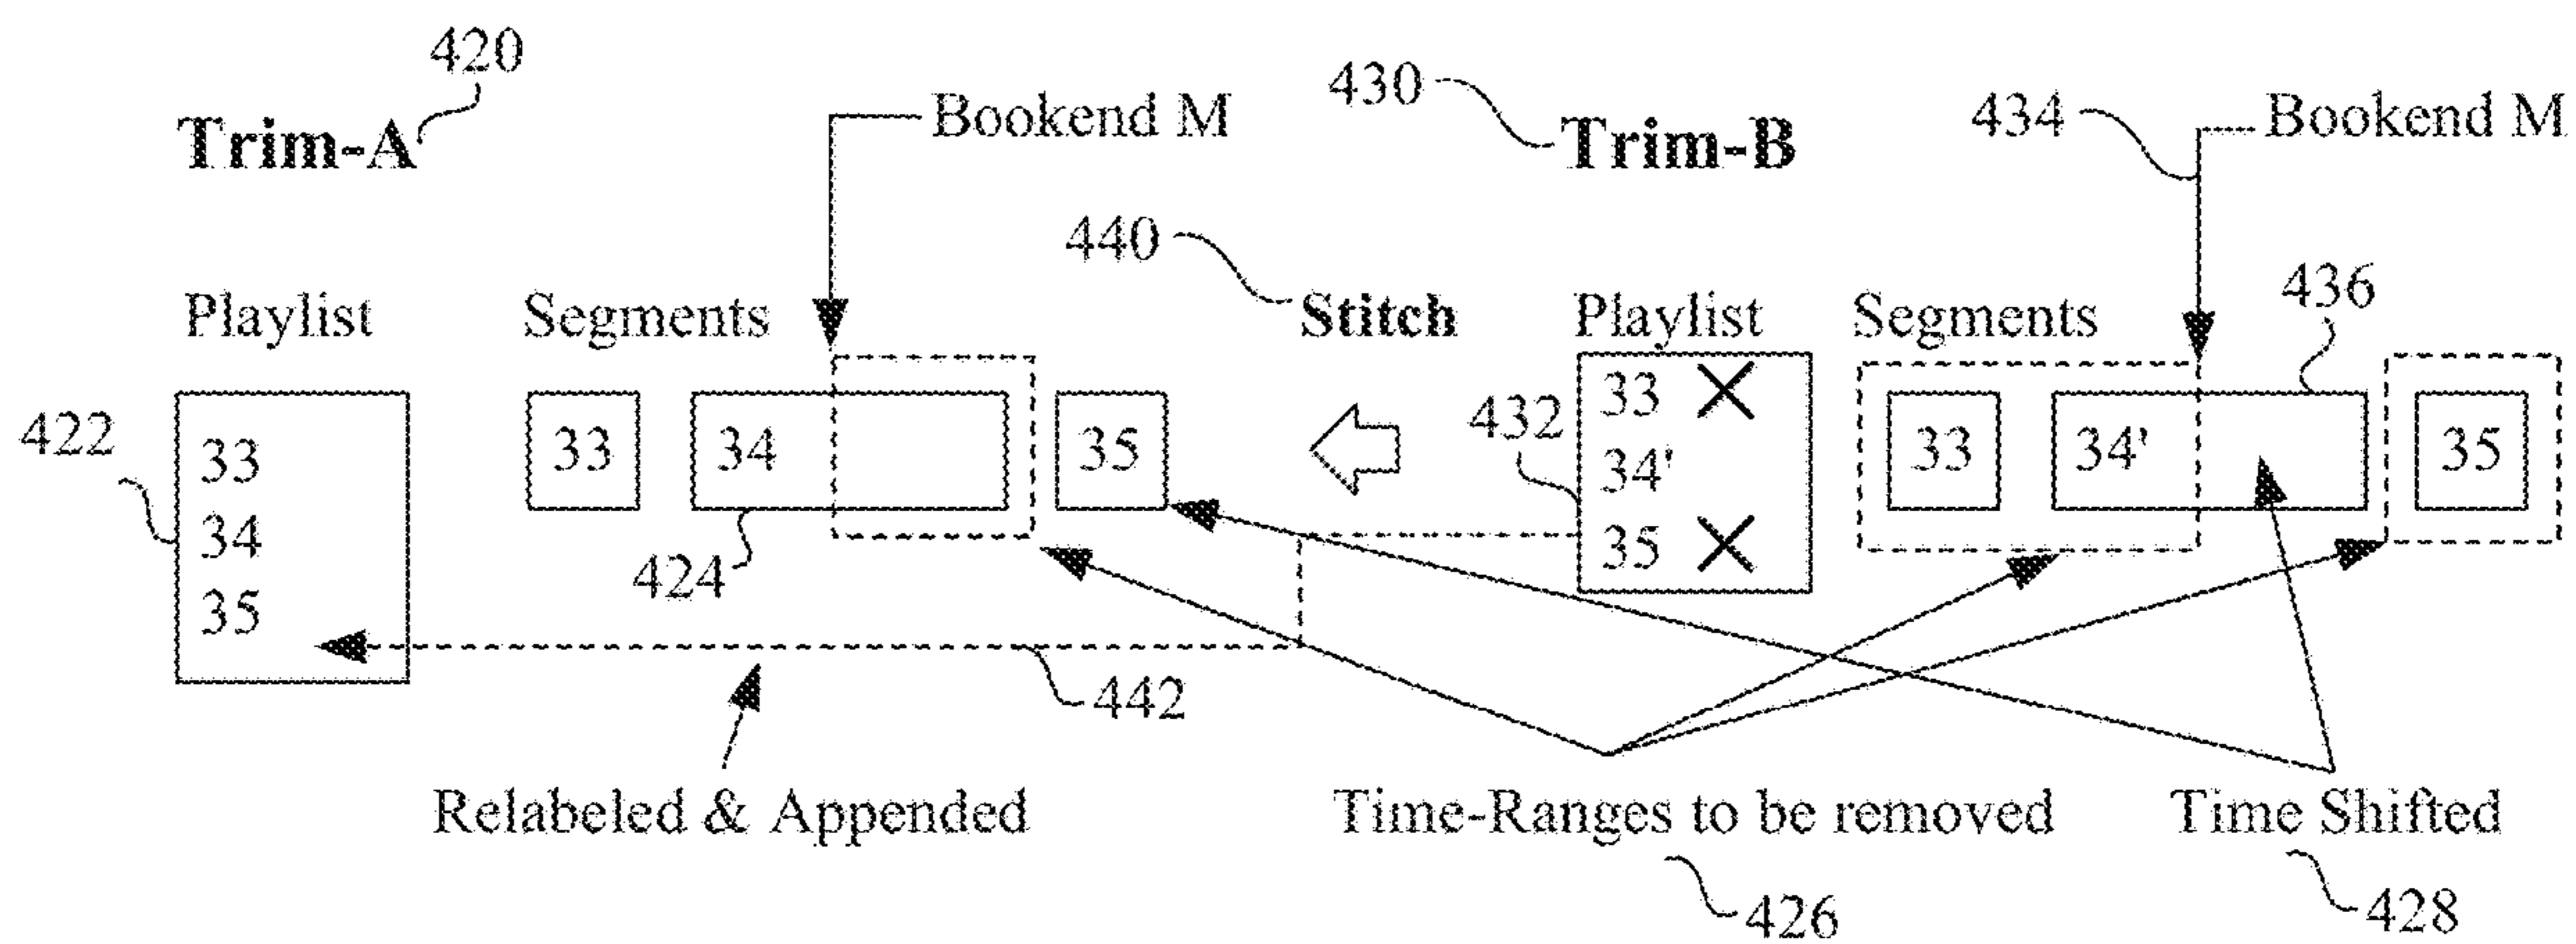 420
Trim-A
Bookend M
430
Trim-B
434
Bookend M
440
Playlist
Segments
Stitch
Playlist
Segments
436
422
33
34
35
33
34
35
424
432
33 X
34'
35 X
33
34'
35
442
Relabeled & Appended
Time-Ranges to be removed
Time Shifted
426
428